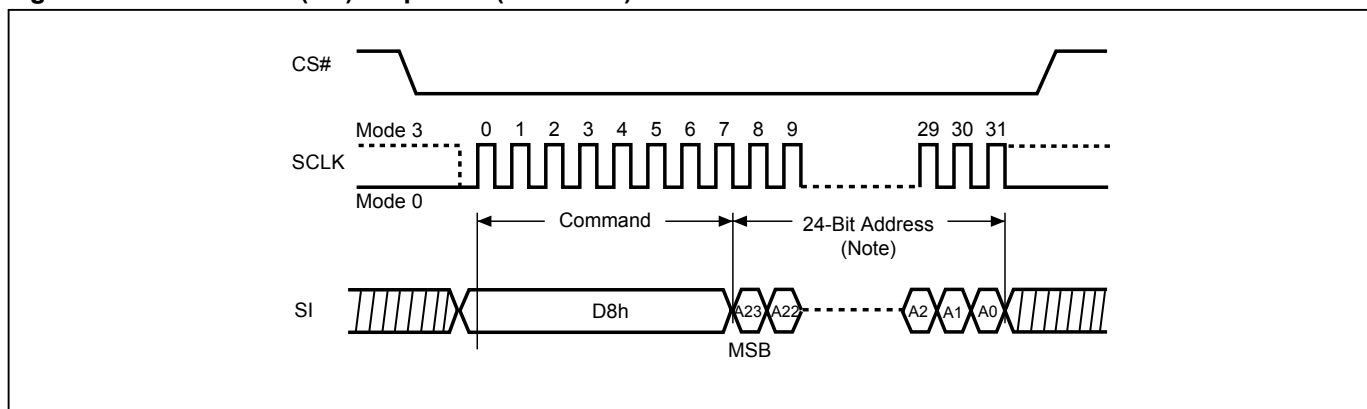 CS#
Mode 3 0 1 2 3 4 5 6 7 8 9 29 30 31
SCLK
Mode 0
Command 24-Bit Address
(Note)
SI D8h A23 A22 A2 A1 A0
MSB